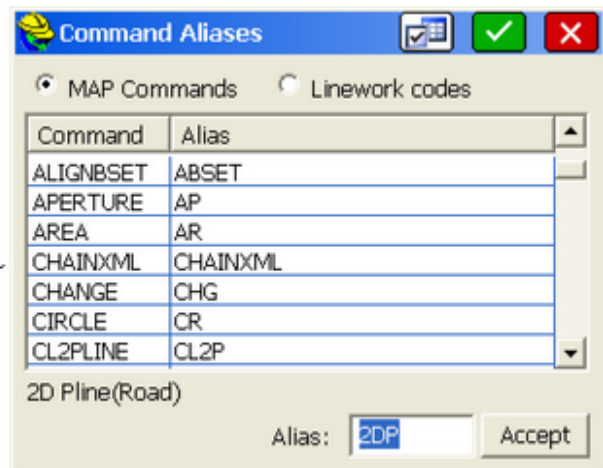 Command Aliases
MAP Commands Linework codes
Command Alias
ALIGNBSET ABSET
APERTURE AP
AREA AR
CHAINXML CHAINXML
CHANGE CHG
CIRCLE CR
CL2PLINE CL2P
2D Pline(Road)
Alias: 2DP Accept